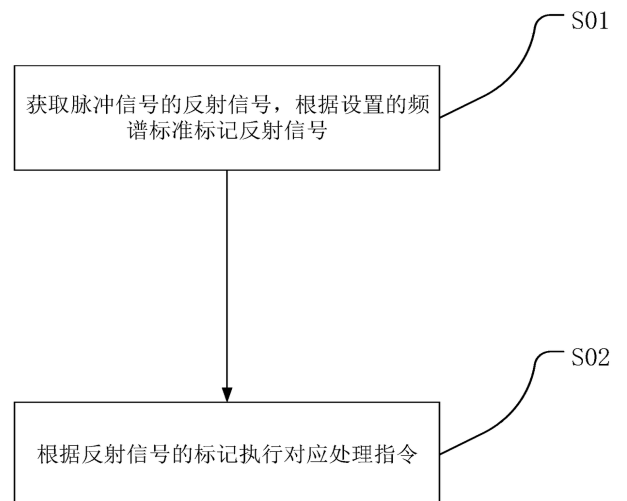 S01
获取脉冲信号的反射信号，根据设置的频
谱标准标记反射信号
S02
根据反射信号的标记执行对应处理指令